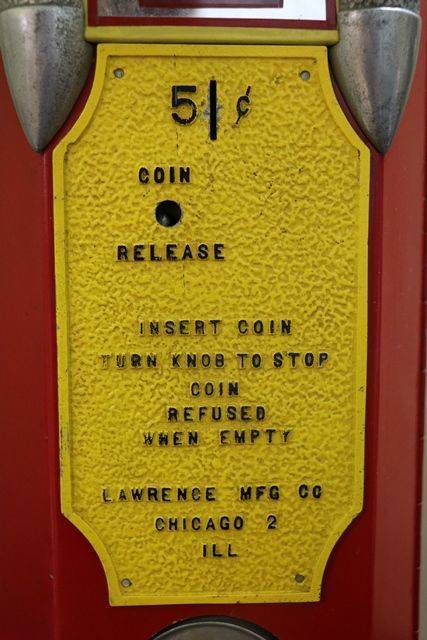 5¢
COIN
RELEASE
INSERT COIN
TURN KNOB TO STOP
COIN
REFUSED
WHEN EMPTY
LAWRENCE MFG CO
CHICAGO 2
ILL